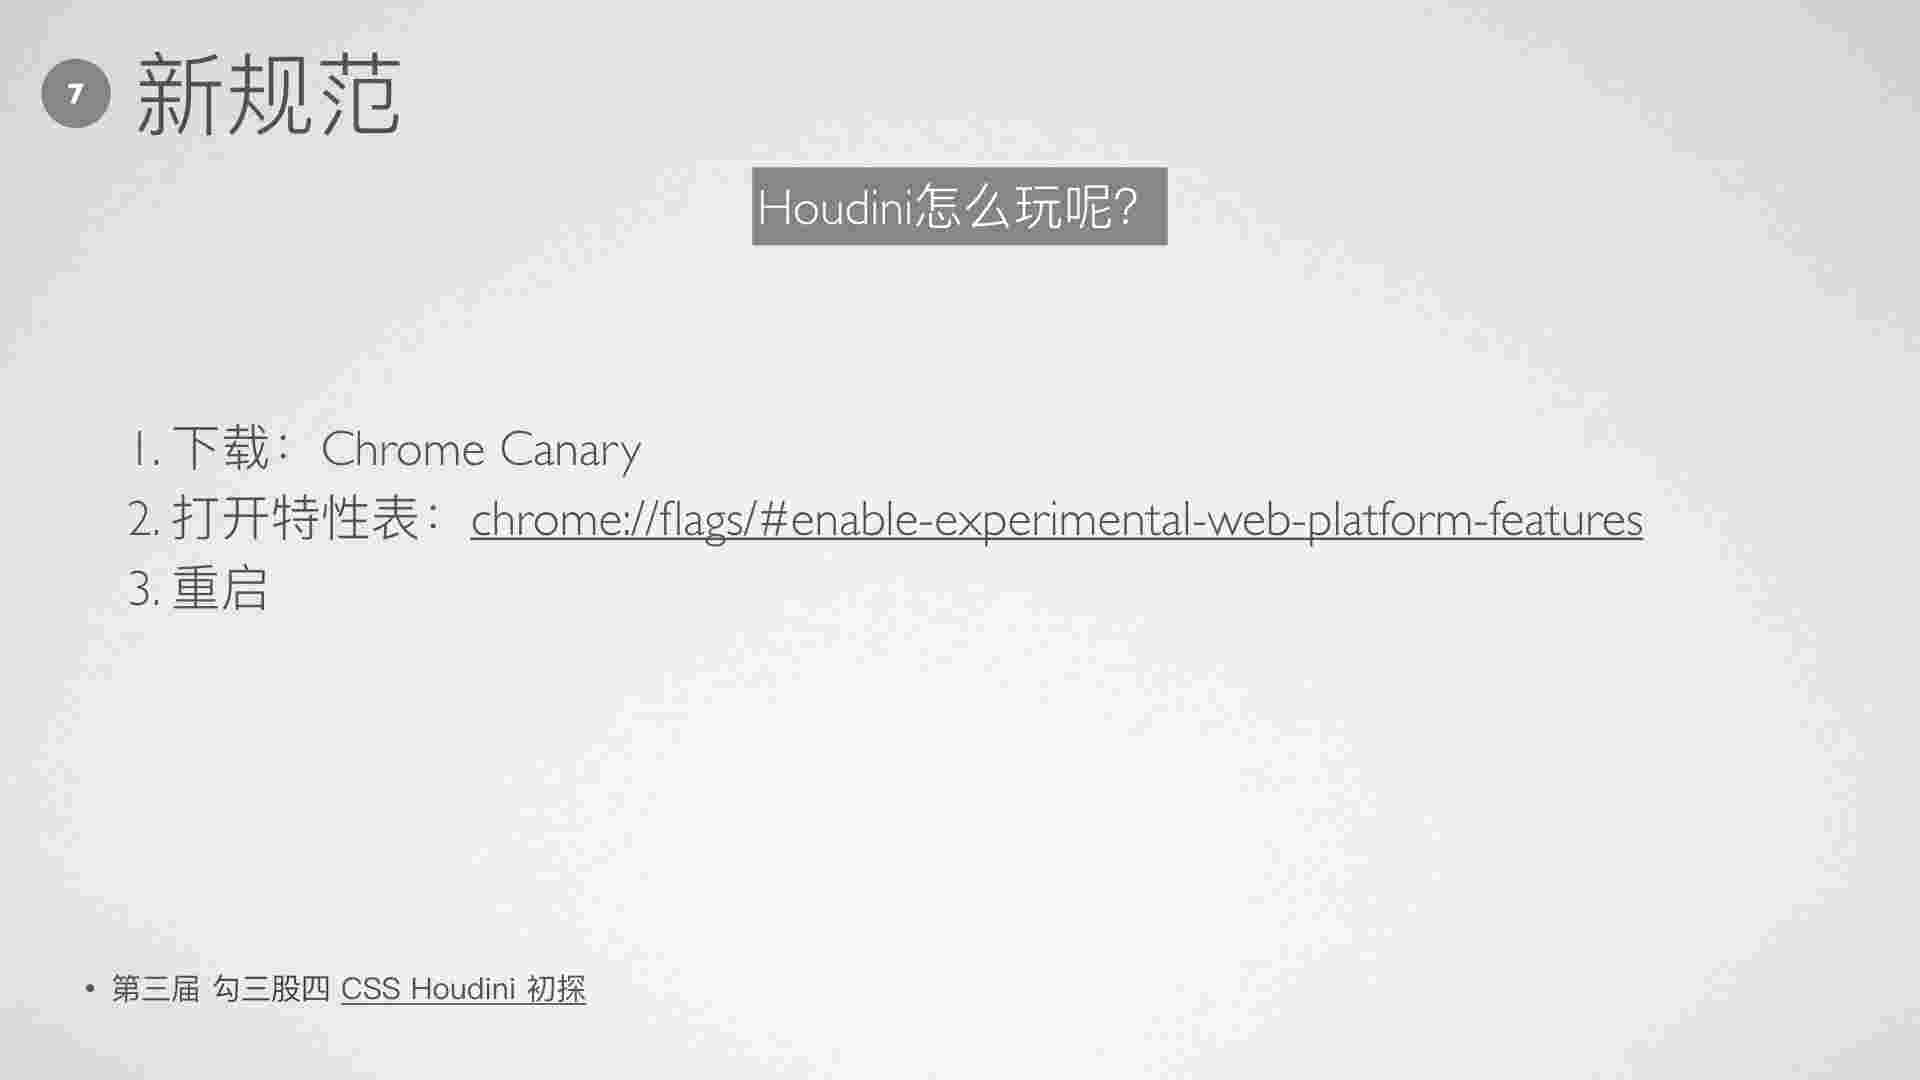 7 新规范
Houdini怎么玩呢？
1. 下载：Chrome Canary
2. 打开特性表：chrome://flags/#enable-experimental-web-platform-features
3. 重启
• 第三届 勾三股四 CSS Houdini 初探